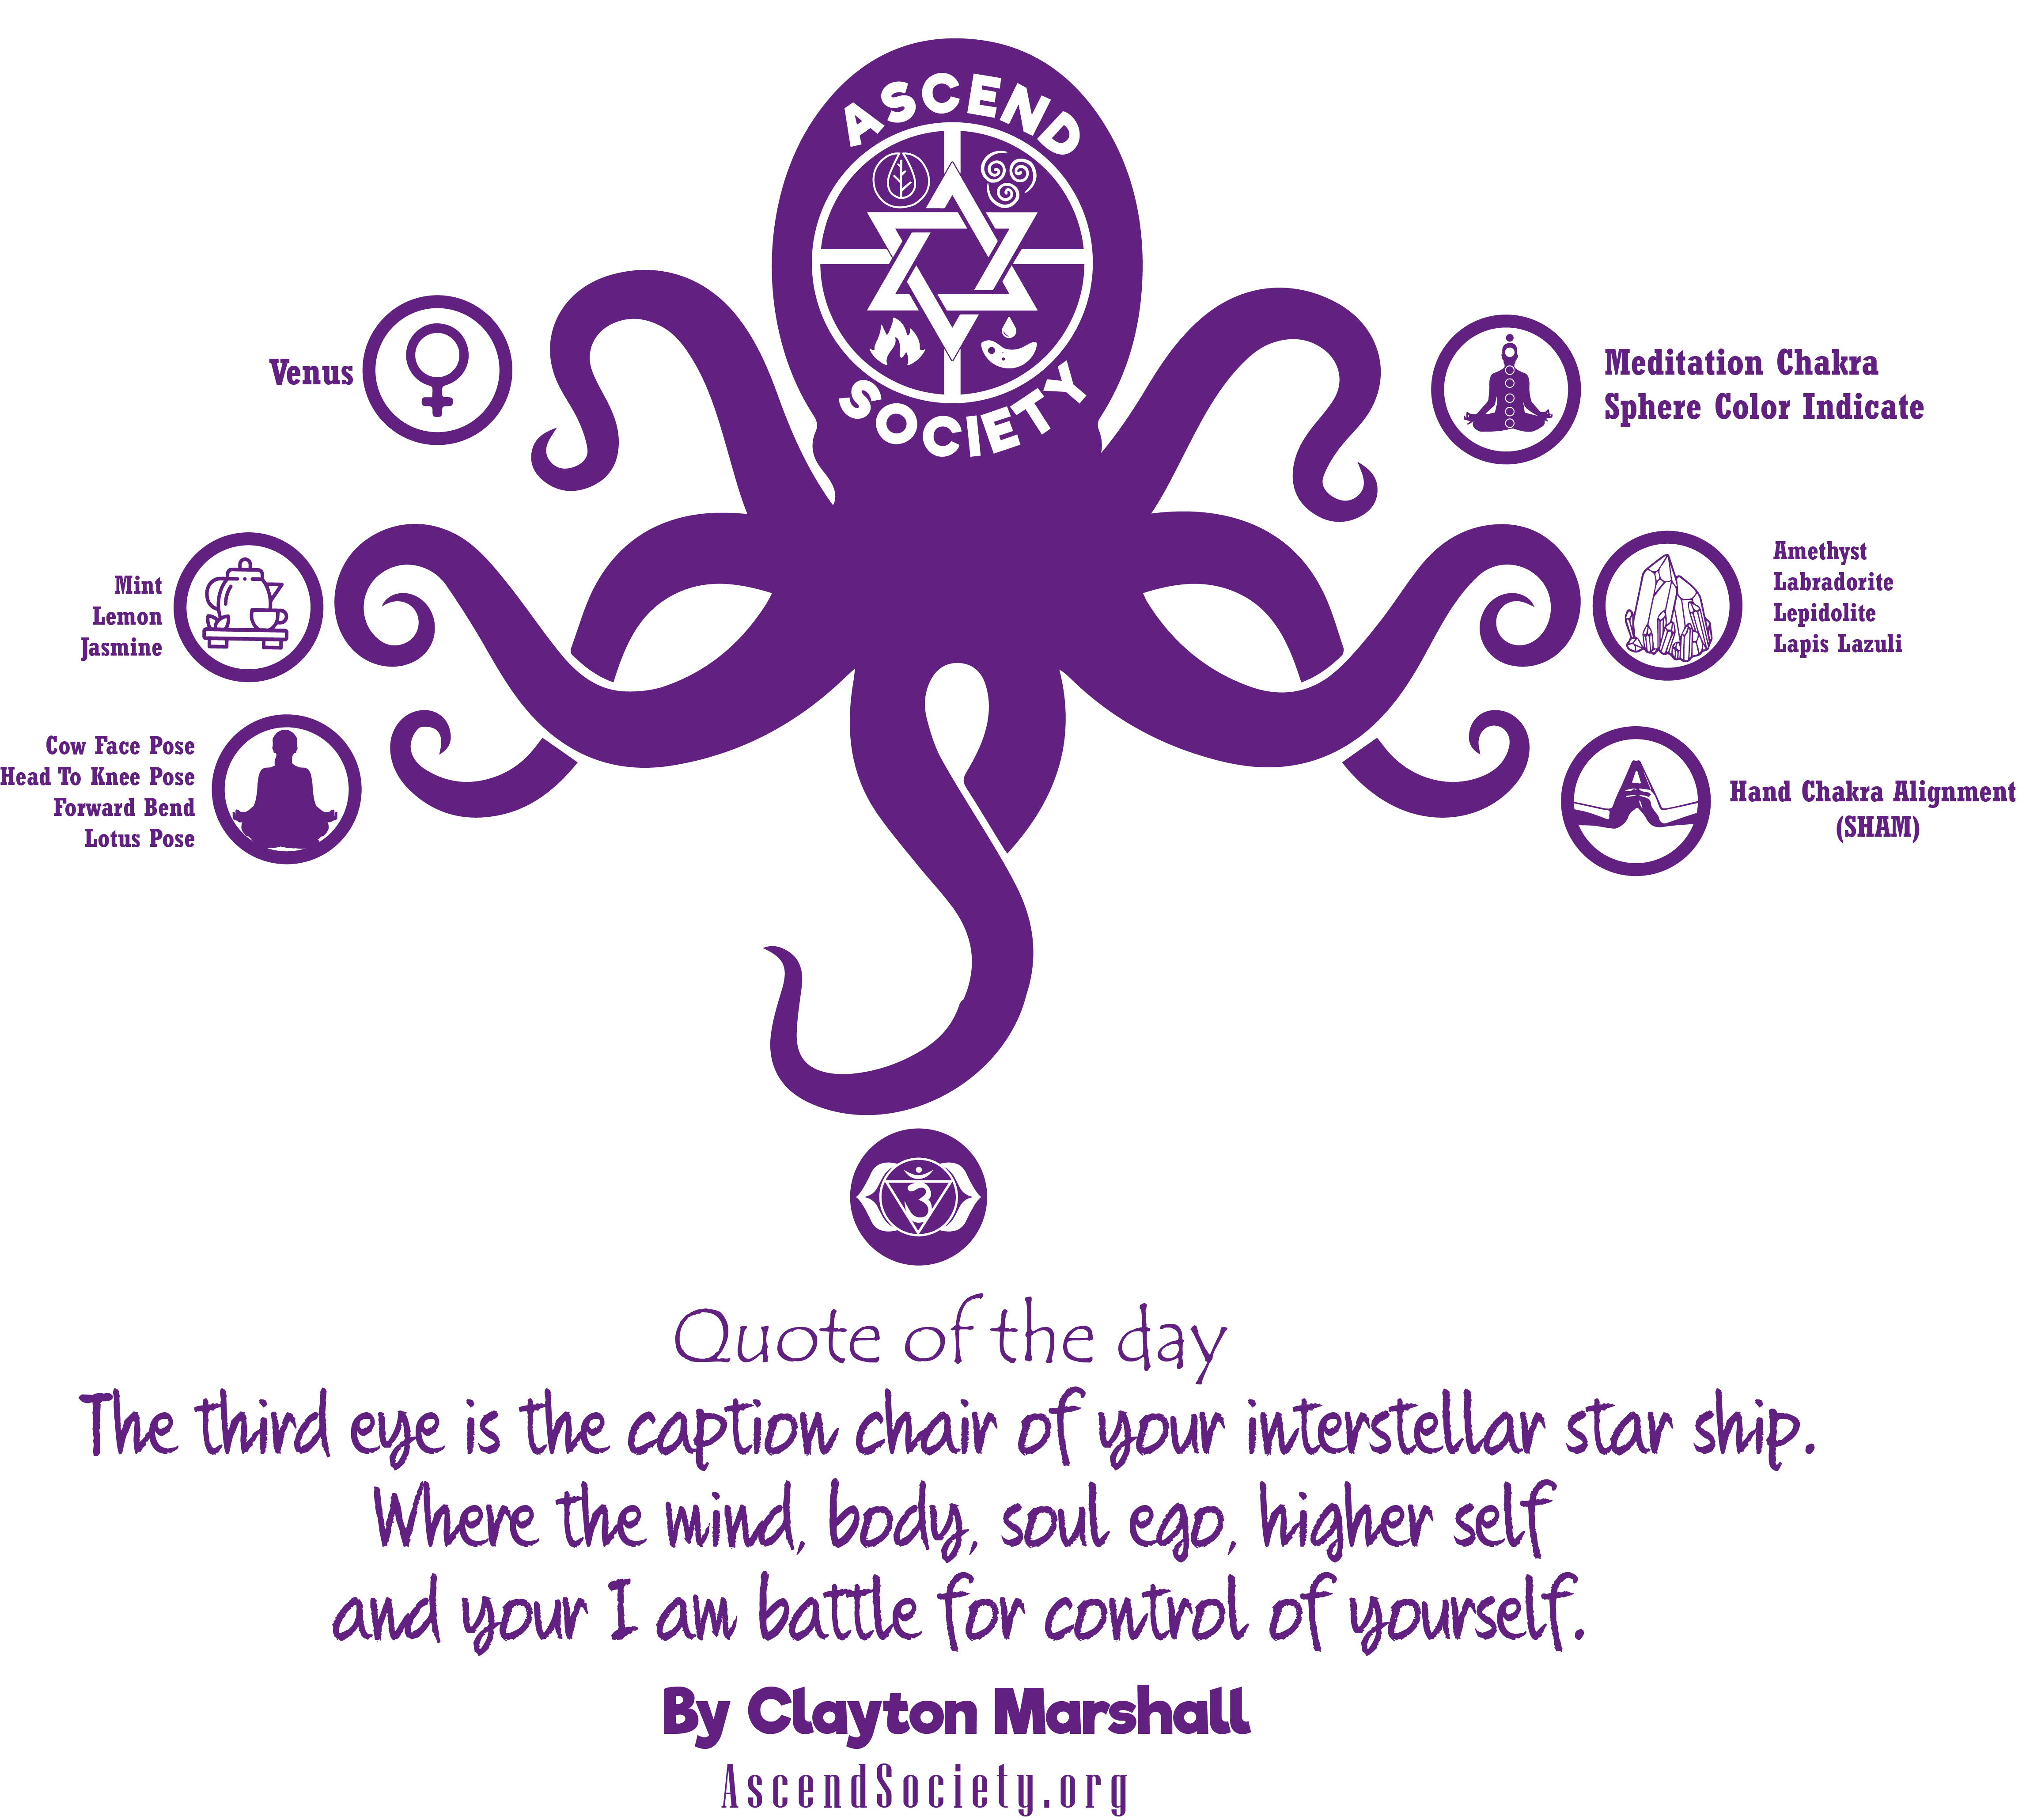 ASCEND
SOCIETY
Venus
Meditation Chakra
Sphere Color Indicate
Mint
Lemon
Jasmine
Amethyst
Labradorite
Lepidolite
Lapis Lazuli
Cow Face Pose
Head To Knee Pose
Forward Bend
Lotus Pose
Hand Chakra Alignment
(SHAM)
Quote of the day
The third eye is the caption chair of your interstellar star ship.
Where the mind, body, soul ego, higher self
and your I am battle for control of yourself.
By Clayton Marshall
AscendSociety.org